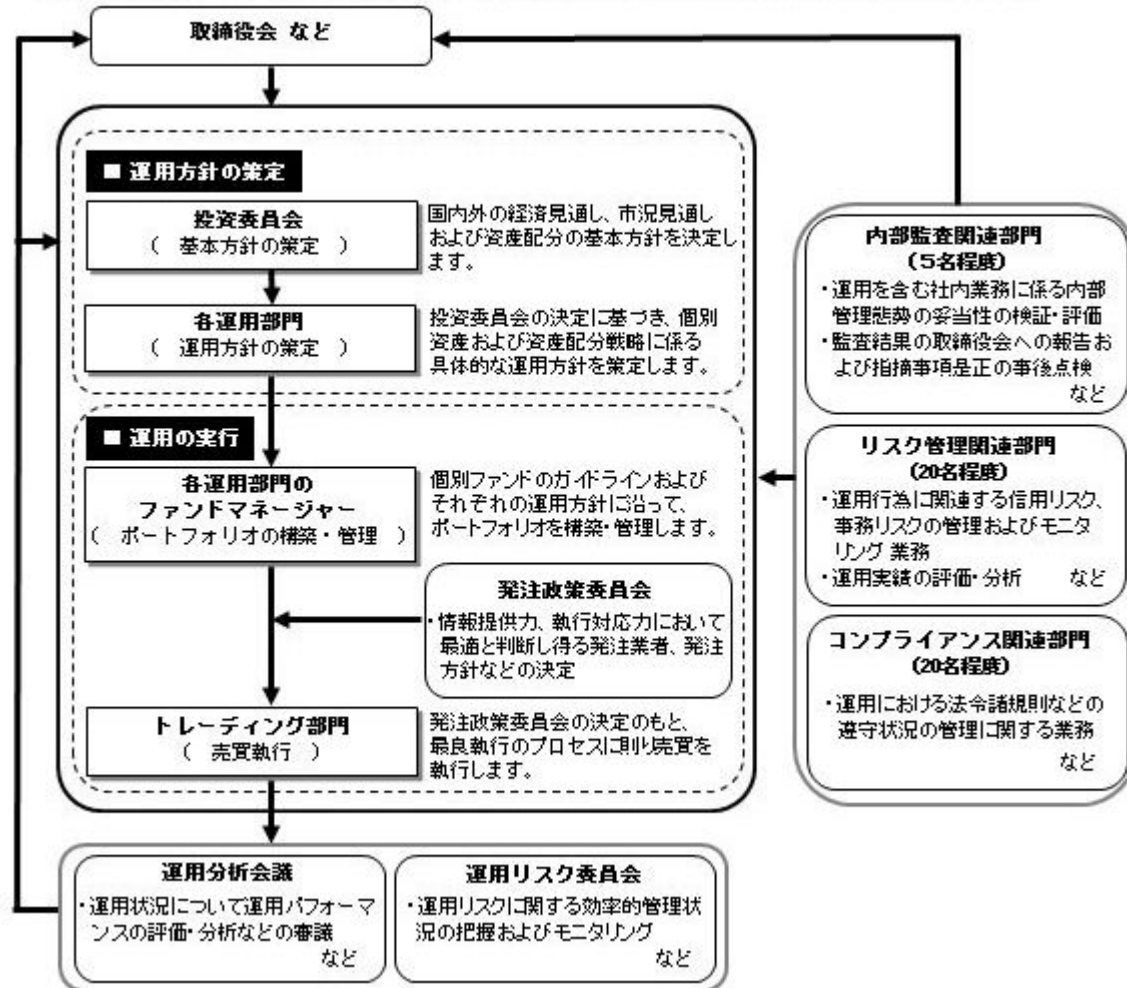 取締役会 など
■ 運用方針の策定
投資委員会
( 基本方針の策定 )
国内外の経済見通し、市況見通し
および資産配分の基本方針を決定し
ます。
各運用部門
( 運用方針の策定 )
投資委員会の決定に基づき、個別
資産および資産配分戦略に係る
具体的な運用方針を策定します。
■ 運用の実行
各運用部門の
ファンドマネージャー
( ポートフォリオの構築・管理 )
個別ファンドのガイドラインおよび
それぞれの運用方針に沿って、
ポートフォリオを構築・管理します。
発注政策委員会
・情報提供力、執行対応力において
最適と判断し得る発注業者、発注
方針などの決定
トレーディング部門
( 売買執行 )
発注政策委員会の決定のもと、
最良執行のプロセスに則り売買を
執行します。
運用分析会議
・運用状況について運用パフォーマ
ンスの評価・分析などの審議
など
運用リスク委員会
・運用リスクに関する効率的管理状
況の把握およびモニタリング
など
内部監査関連部門
(5名程度)
・運用を含む社内業務に係る内部
管理態勢の妥当性の検証・評価
・監査結果の取締役会への報告お
よび指摘事項是正の事後点検
など
リスク管理関連部門
(20名程度)
・運用行為に関連する信用リスク、
事務リスクの管理およびモニタ
リング 業務
・運用実績の評価・分析 など
コンプライアンス関連部門
(20名程度)
・運用における法令諸規則などの
遵守状況の管理に関する業務
など